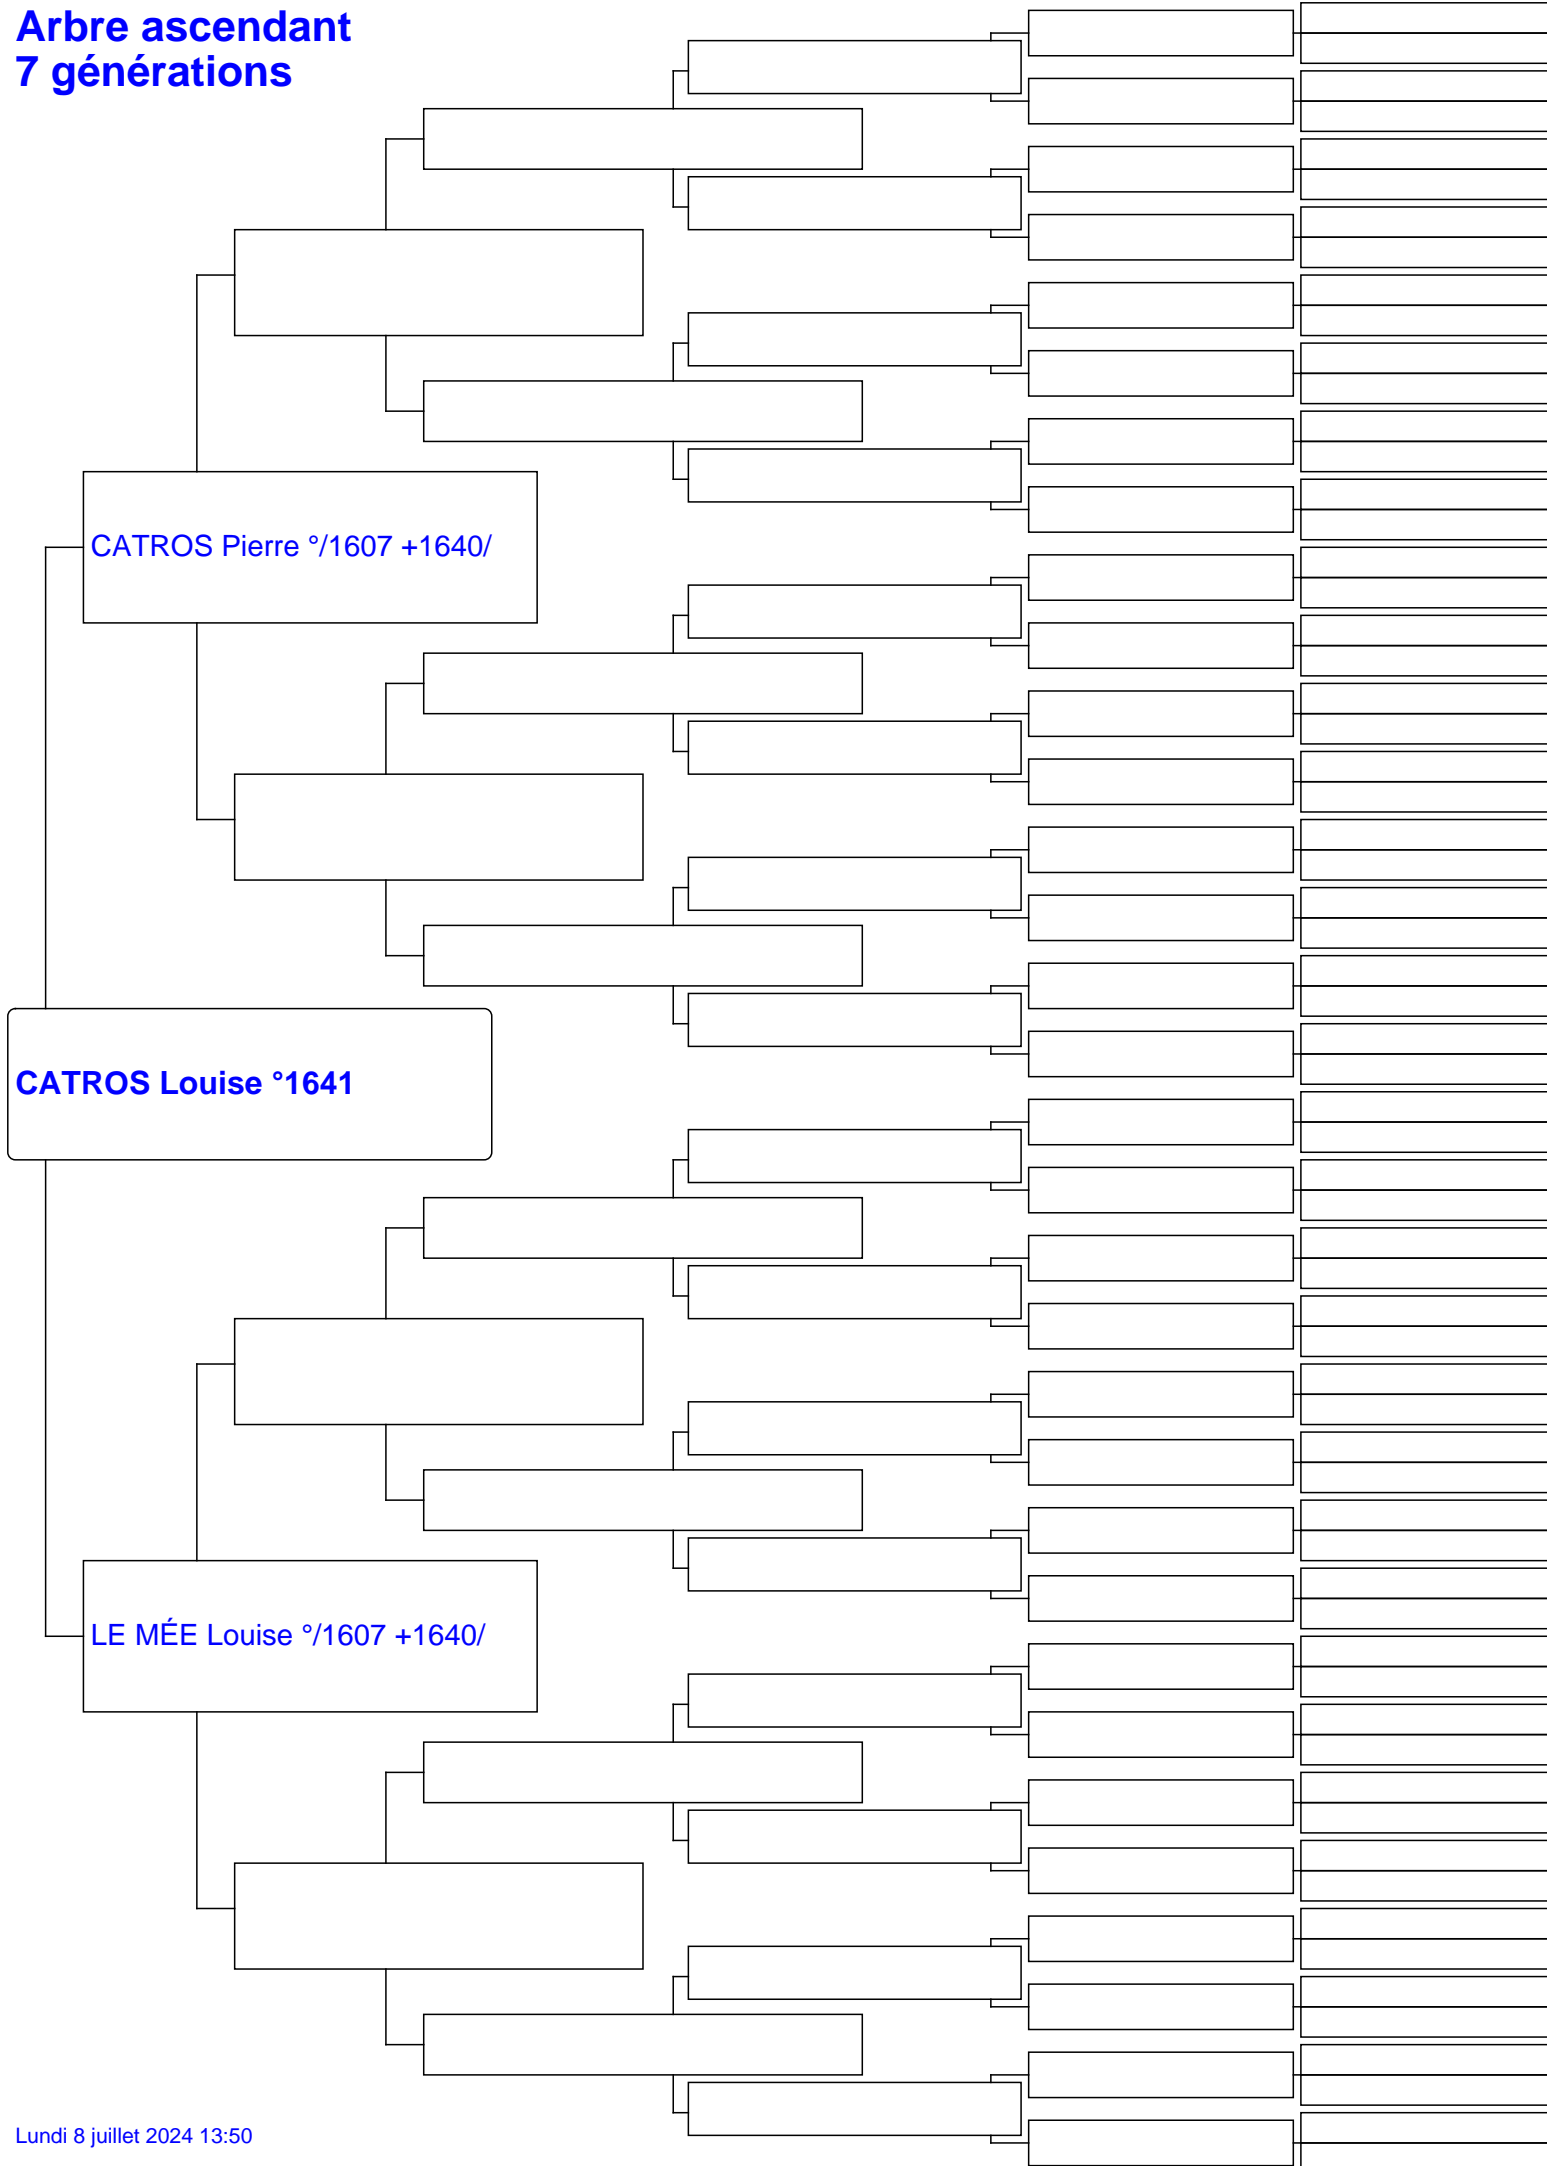 Arbre ascendant
7 générations
CATROS Pierre °/1607 +1640/
CATROS Louise °1641
LE MÉE Louise °/1607 +1640/
Lundi 8 juillet 2024 13:50